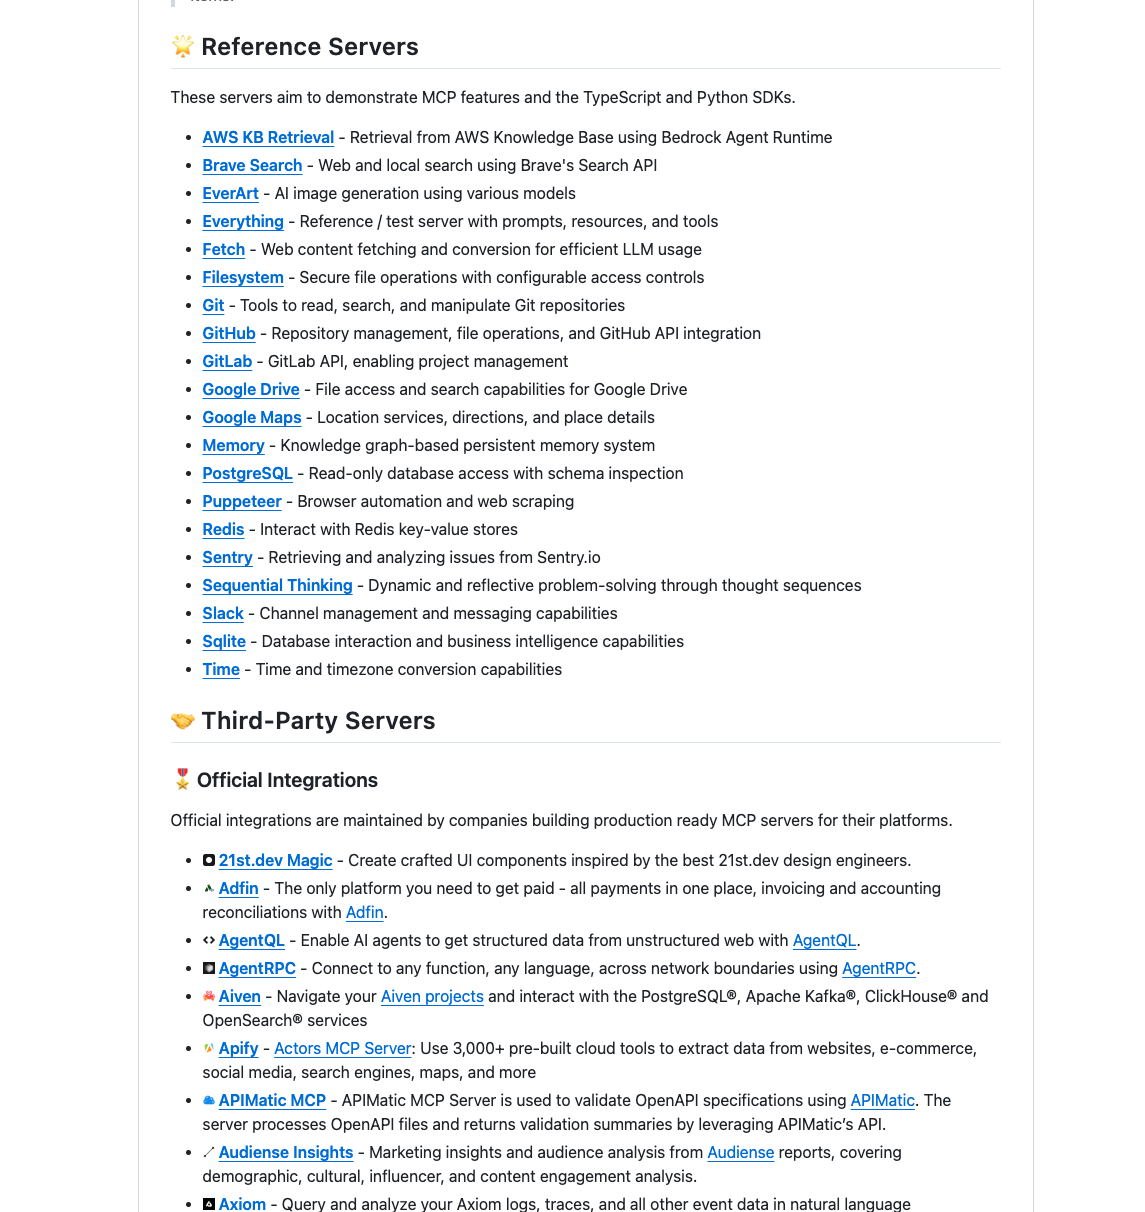 🌟 Reference Servers
These servers aim to demonstrate MCP features and the TypeScript and Python SDKs.
• AWS KB Retrieval - Retrieval from AWS Knowledge Base using Bedrock Agent Runtime
• Brave Search - Web and local search using Brave's Search API
• EverArt - AI image generation using various models
• Everything - Reference / test server with prompts, resources, and tools
• Fetch - Web content fetching and conversion for efficient LLM usage
• Filesystem - Secure file operations with configurable access controls
• Git - Tools to read, search, and manipulate Git repositories
• GitHub - Repository management, file operations, and GitHub API integration
• GitLab - GitLab API, enabling project management
• Google Drive - File access and search capabilities for Google Drive
• Google Maps - Location services, directions, and place details
• Memory - Knowledge graph-based persistent memory system
• PostgreSQL - Read-only database access with schema inspection
• Puppeteer - Browser automation and web scraping
• Redis - Interact with Redis key-value stores
• Sentry - Retrieving and analyzing issues from Sentry.io
• Sequential Thinking - Dynamic and reflective problem-solving through thought sequences
• Slack - Channel management and messaging capabilities
• Sqlite - Database interaction and business intelligence capabilities
• Time - Time and timezone conversion capabilities
🤝 Third-Party Servers
🎖️ Official Integrations
Official integrations are maintained by companies building production ready MCP servers for their platforms.
• 21st.dev Magic - Create crafted UI components inspired by the best 21st.dev design engineers.
• Adfin - The only platform you need to get paid - all payments in one place, invoicing and accounting
reconciliations with Adfin.
• AgentQL - Enable AI agents to get structured data from unstructured web with AgentQL.
• AgentRPC - Connect to any function, any language, across network boundaries using AgentRPC.
• Aiven - Navigate your Aiven projects and interact with the PostgreSQL®, Apache Kafka®, ClickHouse® and
OpenSearch® services
• Apify - Actors MCP Server: Use 3,000+ pre-built cloud tools to extract data from websites, e-commerce,
social media, search engines, maps, and more
• APIMatic MCP - APIMatic MCP Server is used to validate OpenAPI specifications using APIMatic. The
server processes OpenAPI files and returns validation summaries by leveraging APIMatic’s API.
• Audiense Insights - Marketing insights and audience analysis from Audiense reports, covering
demographic, cultural, influencer, and content engagement analysis.
• Axiom - Query and analyze your Axiom logs, traces, and all other event data in natural language